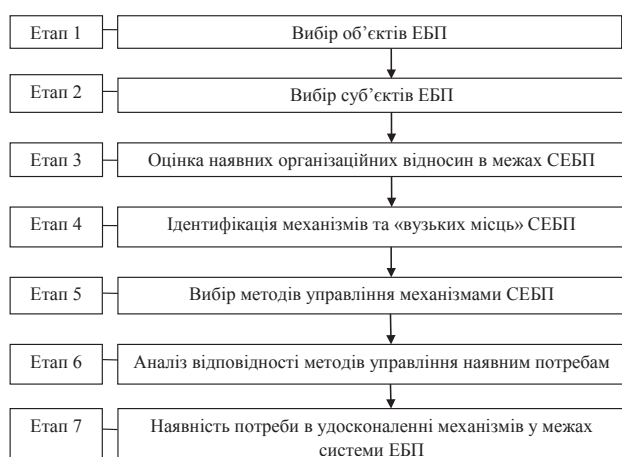 Етап 1
Вибір об’єктів ЕБП
Етап 2
Вибір суб’єктів ЕБП
Етап 3
Оцінка наявних організаційних відносин в межах СЕБП
Етап 4
Ідентифікація механізмів та «вузьких місць» СЕБП
Етап 5
Вибір методів управління механізмами СЕБП
Етап 6
Аналіз відповідності методів управління наявним потребам
Етап 7
Наявність потреби в удосконаленні механізмів у межах
системи ЕБП